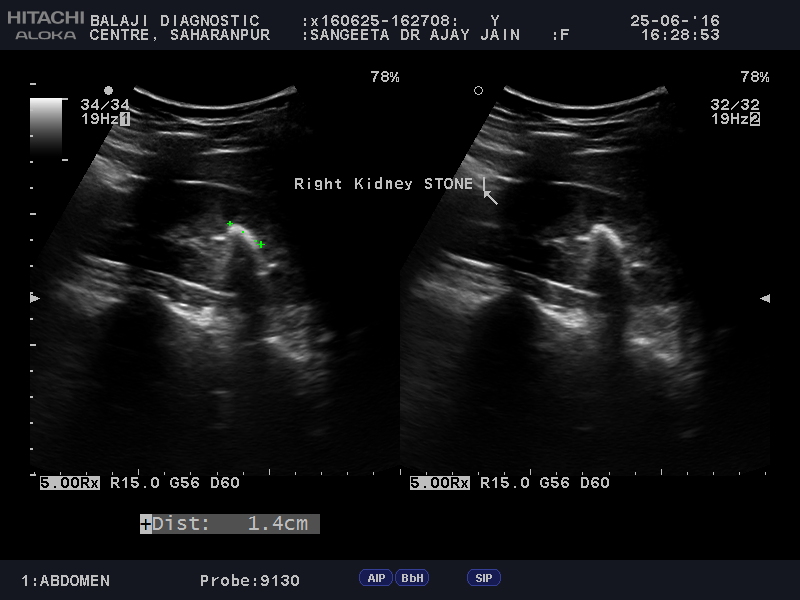 HITACHI
ALOKA
BALAJI DIAGNOSTIC :x160625-162708: Y 25-06-'16
CENTRE, SAHARANPUR :SANGEETA DR AJAY JAIN :F 16:28:53
78% 78%
34/34 32/32
19Hz1 19Hz2
Right Kidney STONE
5.00Rx R15.0 G56 D60 5.00Rx R15.0 G56 D60
+Dist: 1.4cm
1:ABDOMEN Probe:9130 AIP BbH SIP